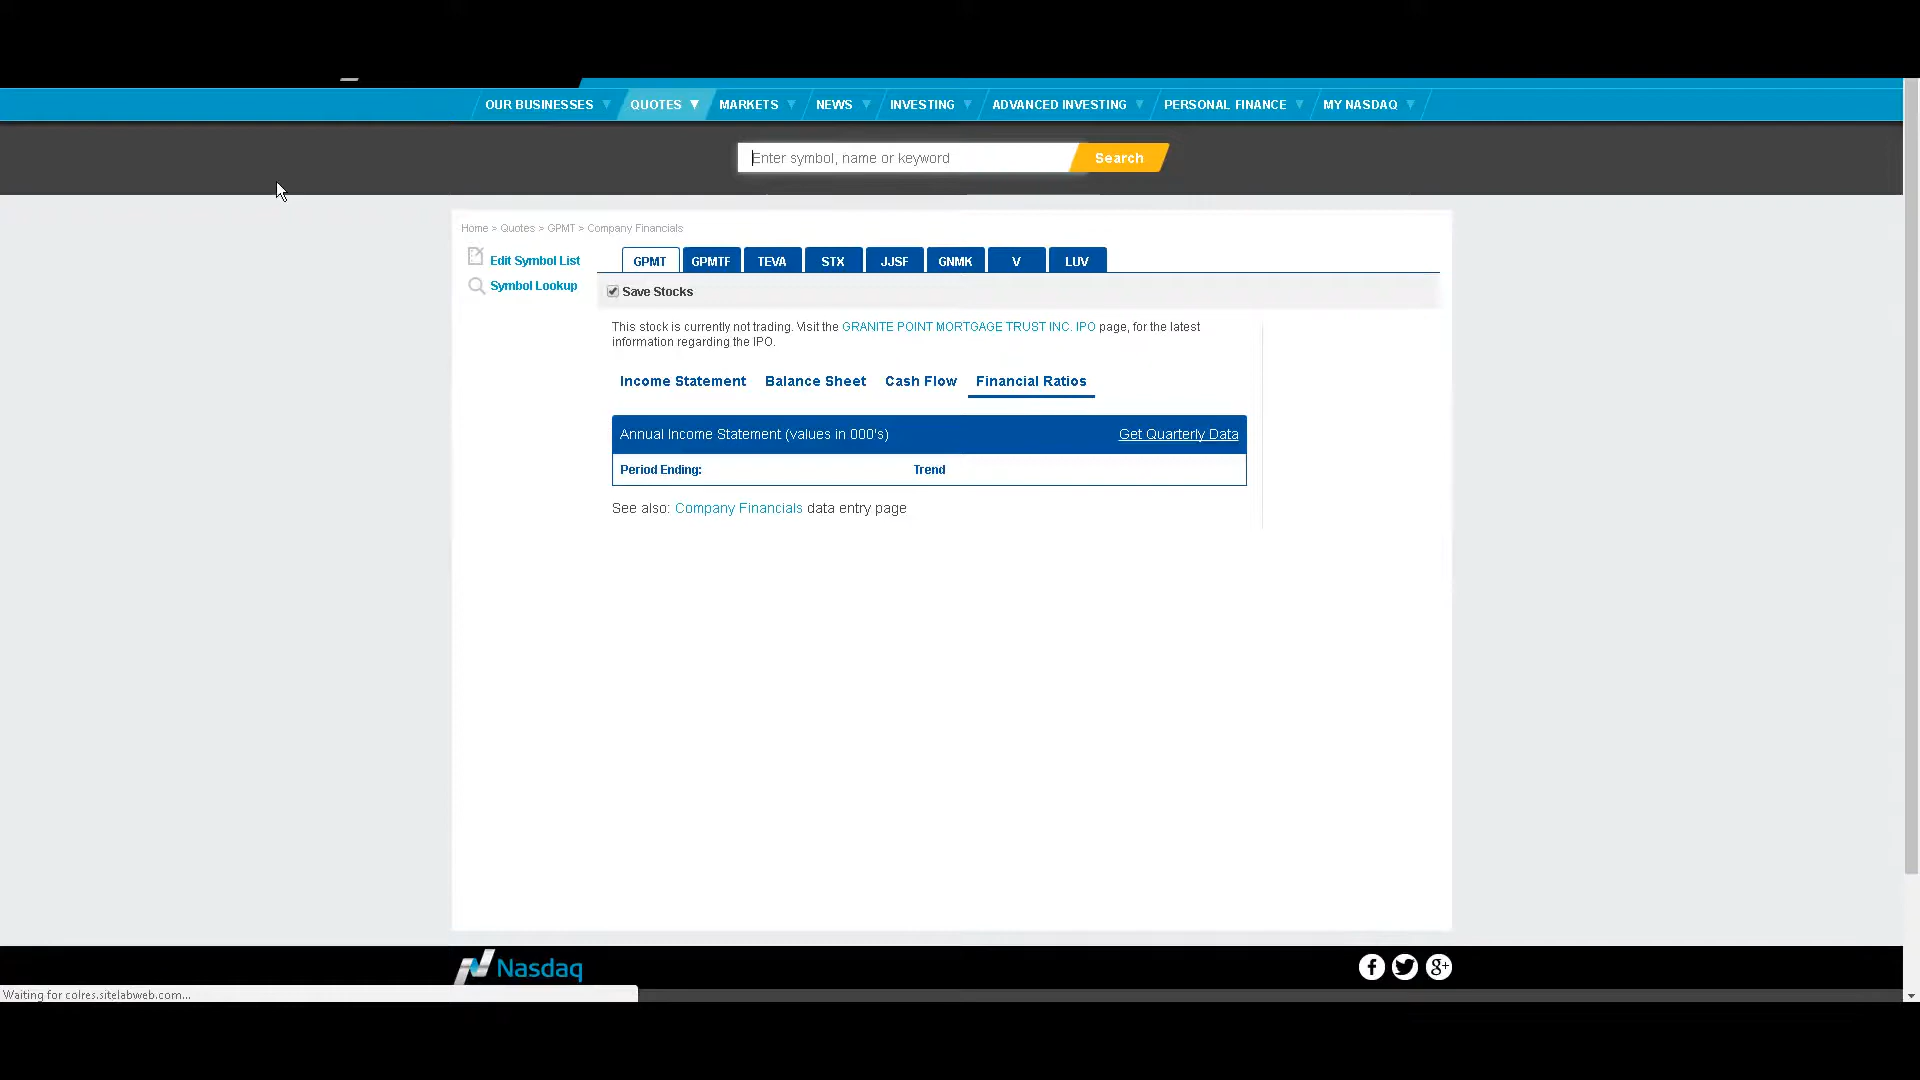 OUR BUSINESSES QUOTES MARKETS NEWS INVESTING ADVANCED INVESTING PERSONAL FINANCE MY NASDAQ
Enter symbol, name or keyword Search
Home > Quotes > GPMT > Company Financials
Edit Symbol List
Symbol Lookup
GPMT GPMTF TEVA STX JJSF GNMK V LUV
Save Stocks
This stock is currently not trading. Visit the GRANITE POINT MORTGAGE TRUST INC. IPO page, for the latest
information regarding the IPO.
Income Statement Balance Sheet Cash Flow Financial Ratios
Annual Income Statement (values in 000's) Get Quarterly Data
Period Ending: Trend
See also: Company Financials data entry page
Nasdaq
Waiting for colres.sitelabweb.com...